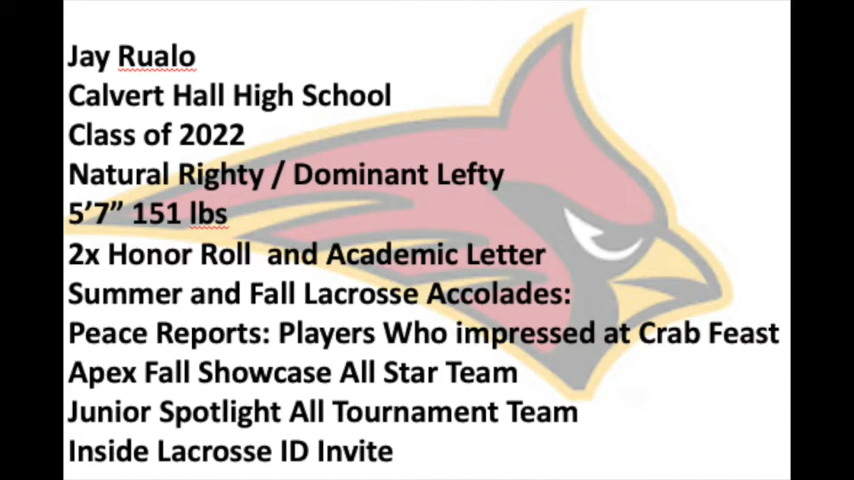 Jay Rualo
Calvert Hall High School
Class of 2022
Natural Righty / Dominant Lefty
5’7” 151 lbs
2x Honor Roll  and Academic Letter
Summer and Fall Lacrosse Accolades:
Peace Reports: Players Who impressed at Crab Feast
Apex Fall Showcase All Star Team
Junior Spotlight All Tournament Team
Inside Lacrosse ID Invite